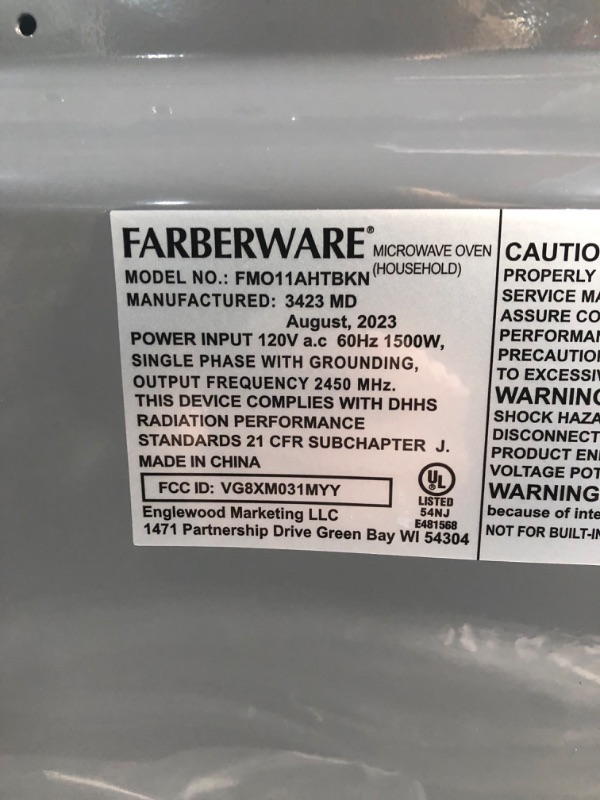 FARBERWARE® MICROWAVE OVEN
(HOUSEHOLD)
MODEL NO.: FMO11AHTBKN
MANUFACTURED: 3423 MD
August, 2023
POWER INPUT 120V a.c 60Hz 1500W,
SINGLE PHASE WITH GROUNDING,
OUTPUT FREQUENCY 2450 MHz.
THIS DEVICE COMPLIES WITH DHHS
RADIATION PERFORMANCE
STANDARDS 21 CFR SUBCHAPTER J.
MADE IN CHINA
FCC ID: VG8XM031MYY
UL
LISTED
54NJ
E481568
Englewood Marketing LLC
1471 Partnership Drive Green Bay WI 54304
CAUTIO
PROPERLY
SERVICE MA
ASSURE CO
PERFORMAN
PRECAUTION
TO EXCESSIV
WARNING
SHOCK HAZA
DISCONNECT
PRODUCT EN
VOLTAGE POT
WARNING
because of inte
NOT FOR BUILT-IN